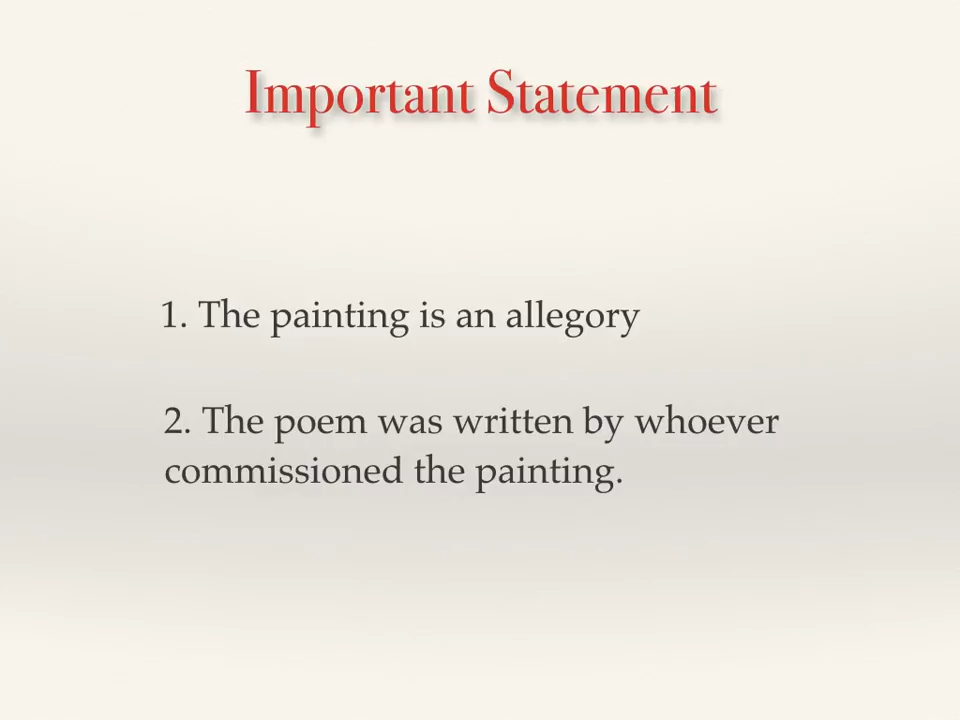 Important Statement
1. The painting is an allegory
2. The poem was written by whoever
commissioned the painting.